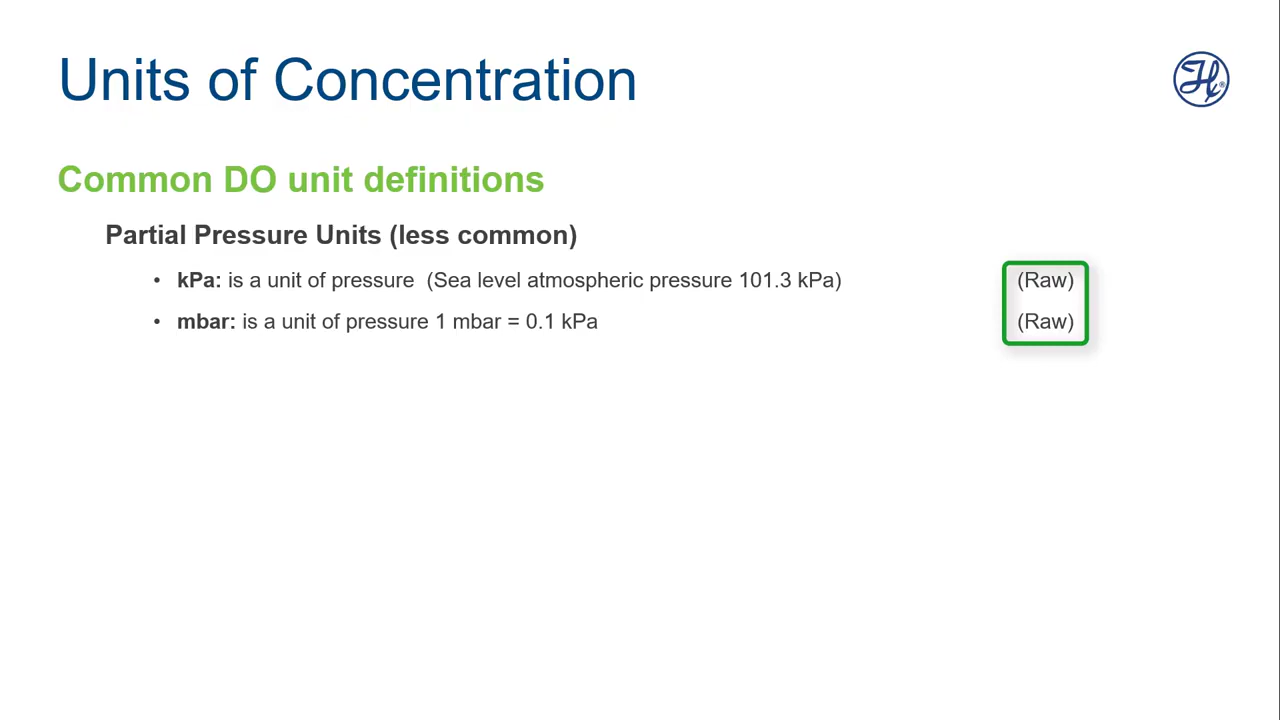 Units of Concentration
Common DO unit definitions
Partial Pressure Units (less common)
• kPa: is a unit of pressure (Sea level atmospheric pressure 101.3 kPa) (Raw)
• mbar: is a unit of pressure 1 mbar = 0.1 kPa (Raw)
H®